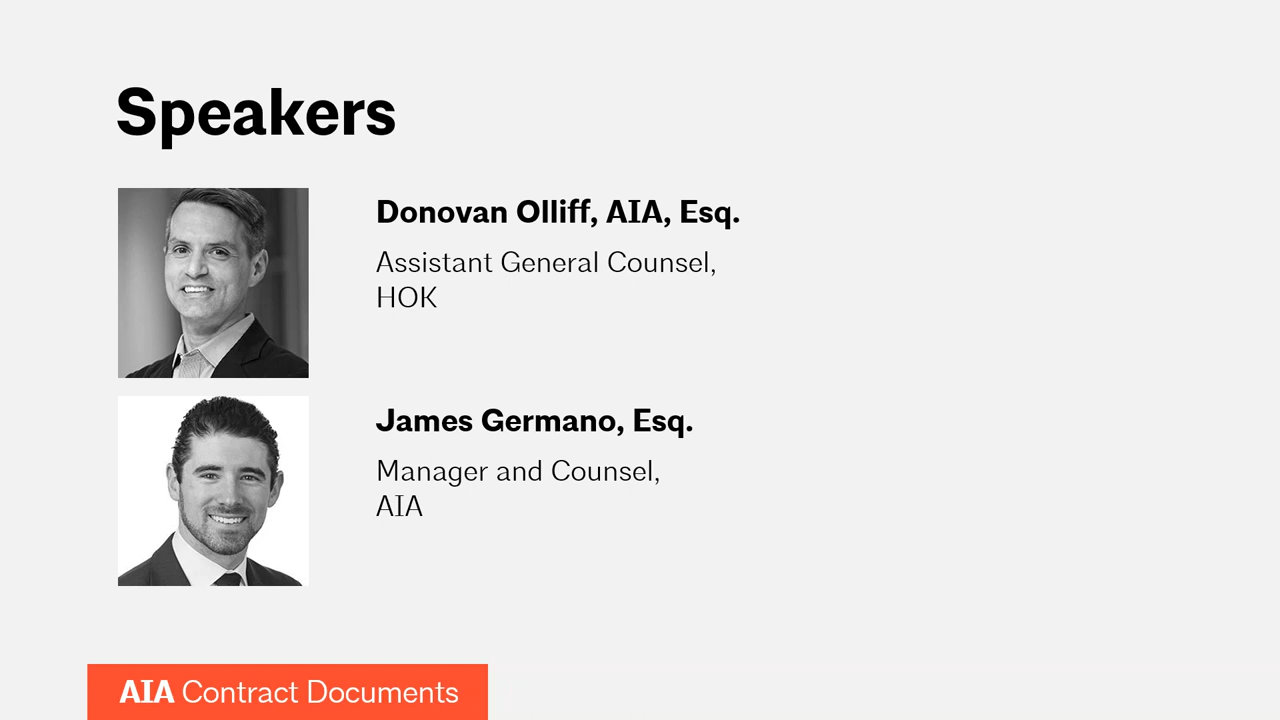 Speakers
Donovan Olliff, AIA, Esq.
Assistant General Counsel,
HOK
James Germano, Esq.
Manager and Counsel,
AIA
AIA Contract Documents